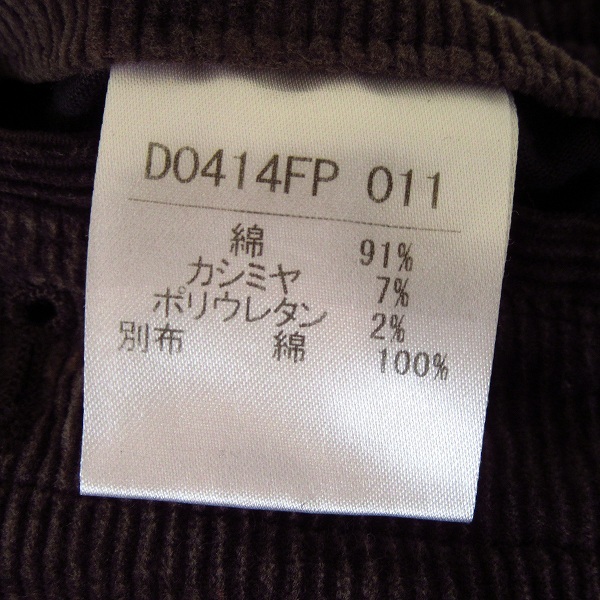 D0414FP 011
綿 91%
カシミヤ 7%
ポリウレタン 2%
別布 綿 100%